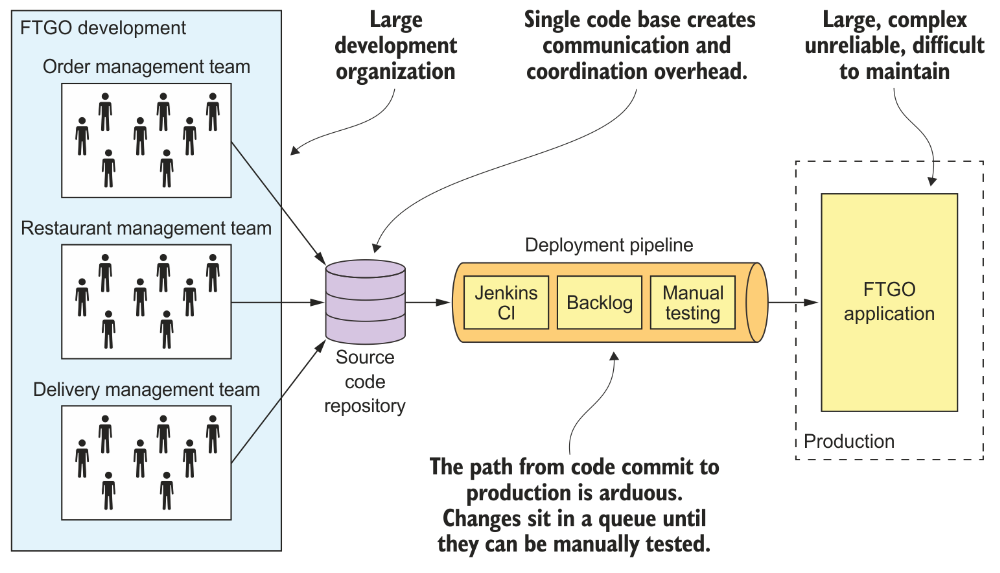 FTGO development
Order management team
Restaurant management team
Delivery management team
Large
development
organization
Single code base creates
communication and
coordination overhead.
Large, complex
unreliable, difficult
to maintain
Source
code
repository
Deployment pipeline
Jenkins
CI
Backlog
Manual
testing
FTGO
application
Production
The path from code commit to
production is arduous.
Changes sit in a queue until
they can be manually tested.